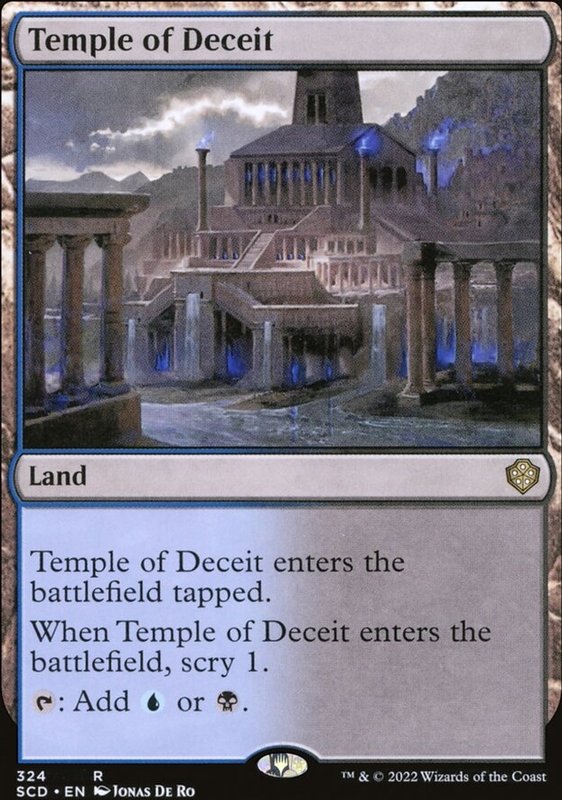 Temple of Deceit
Land
Temple of Deceit enters the
battlefield tapped.
When Temple of Deceit enters the
battlefield, scry 1.
: Add or .
324 R
SCD • EN Jonas De Ro
™ & © 2022 Wizards of the Coast